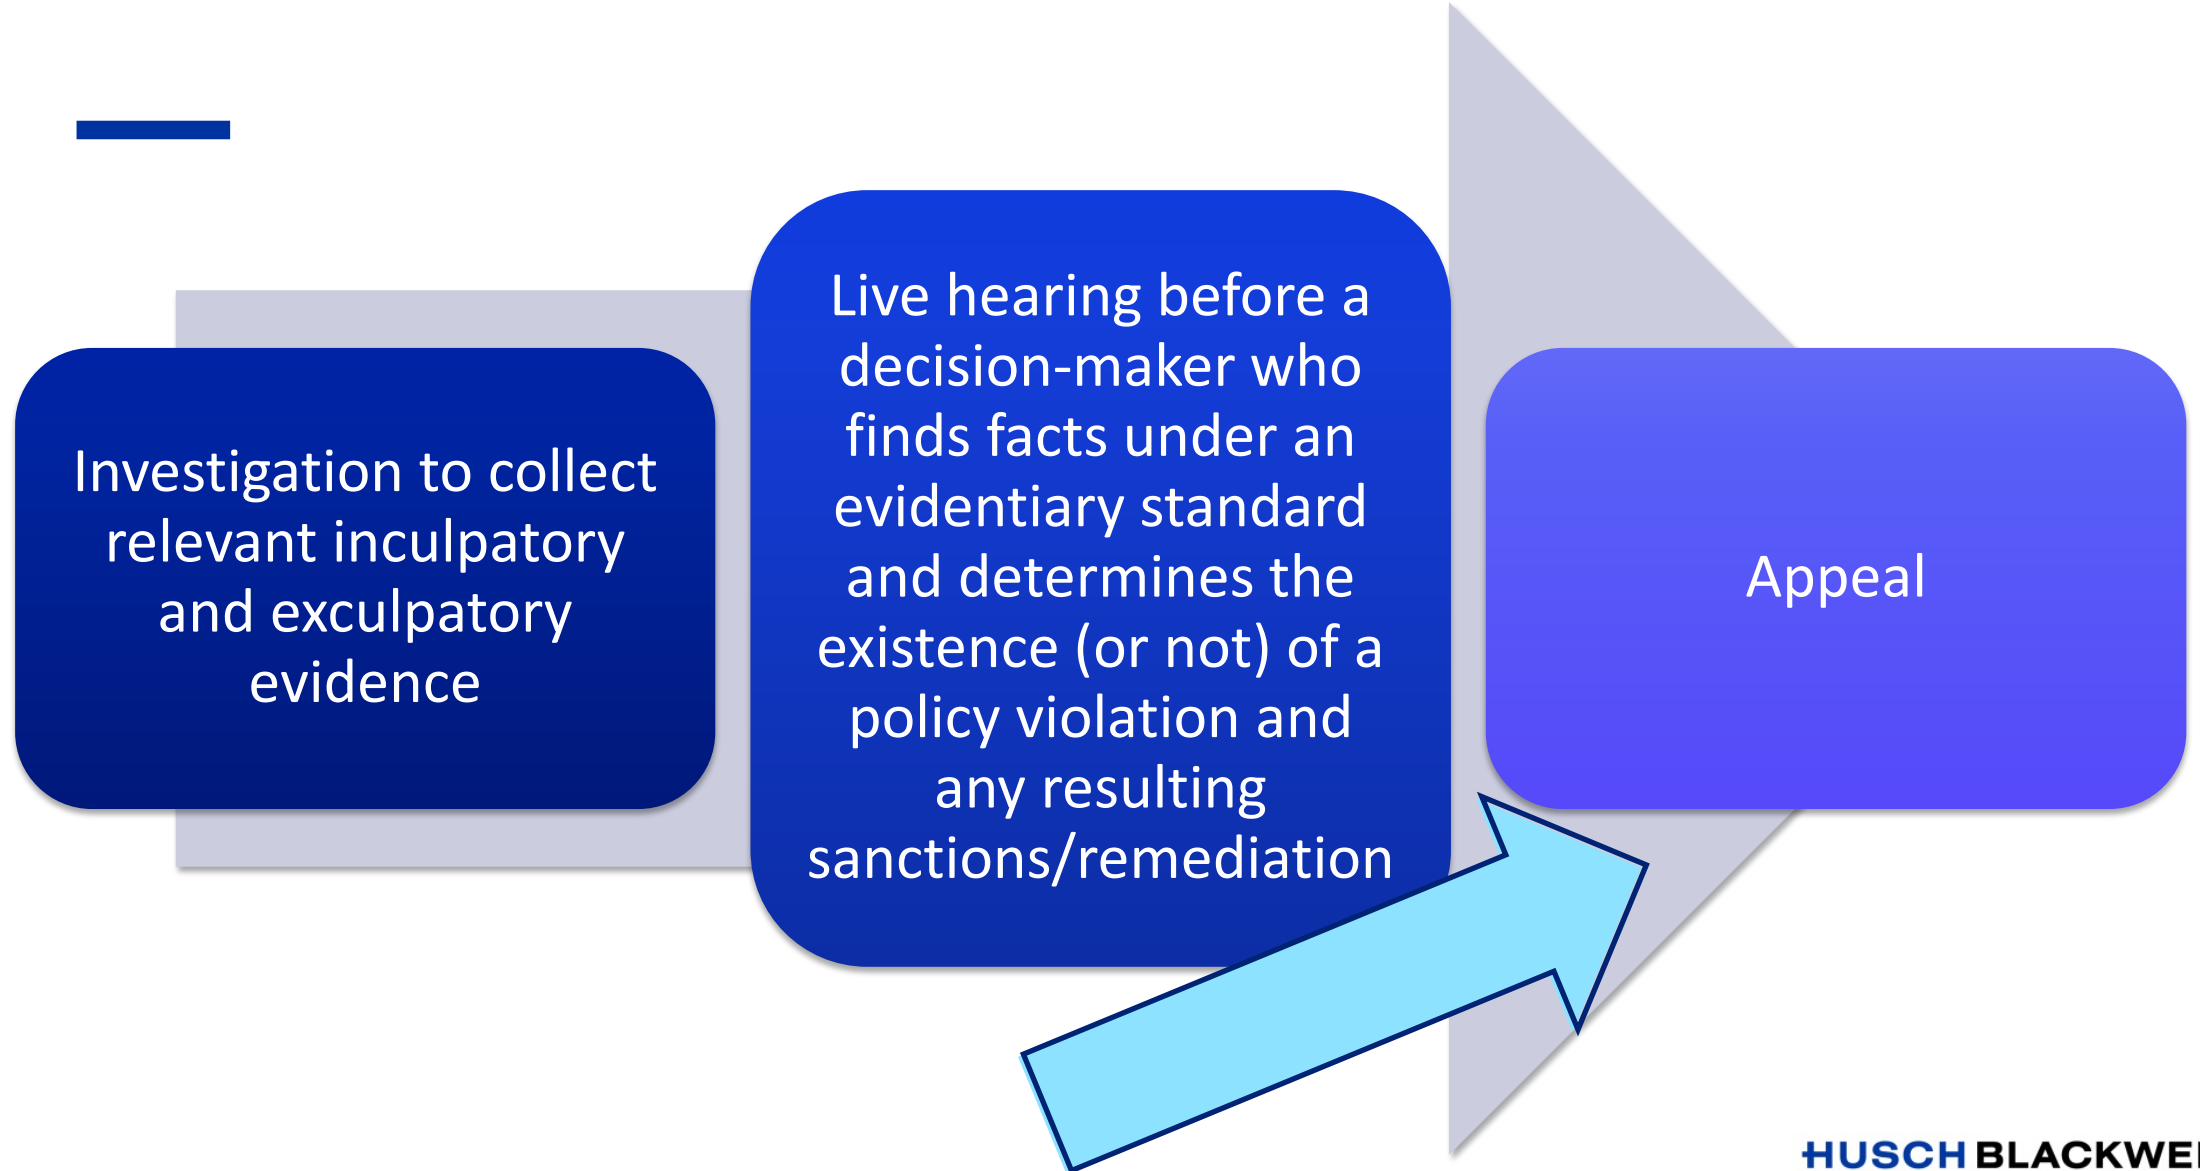 Investigation to collect
relevant inculpatory
and exculpatory
evidence
Live hearing before a
decision-maker who
finds facts under an
evidentiary standard
and determines the
existence (or not) of a
policy violation and
any resulting
sanctions/remediation
Appeal
HUSCH BLACKWE